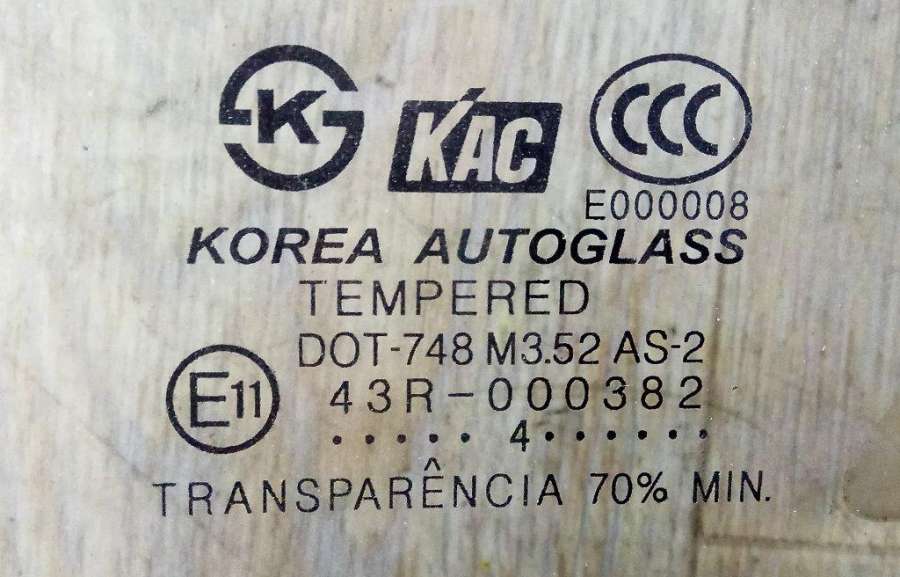 K KAC CCC
E000008
KOREA AUTOGLASS
TEMPERED
DOT-748 M3.52 AS-2
E11 43R-000382
.....4......
TRANSPARÊNCIA 70% MIN.